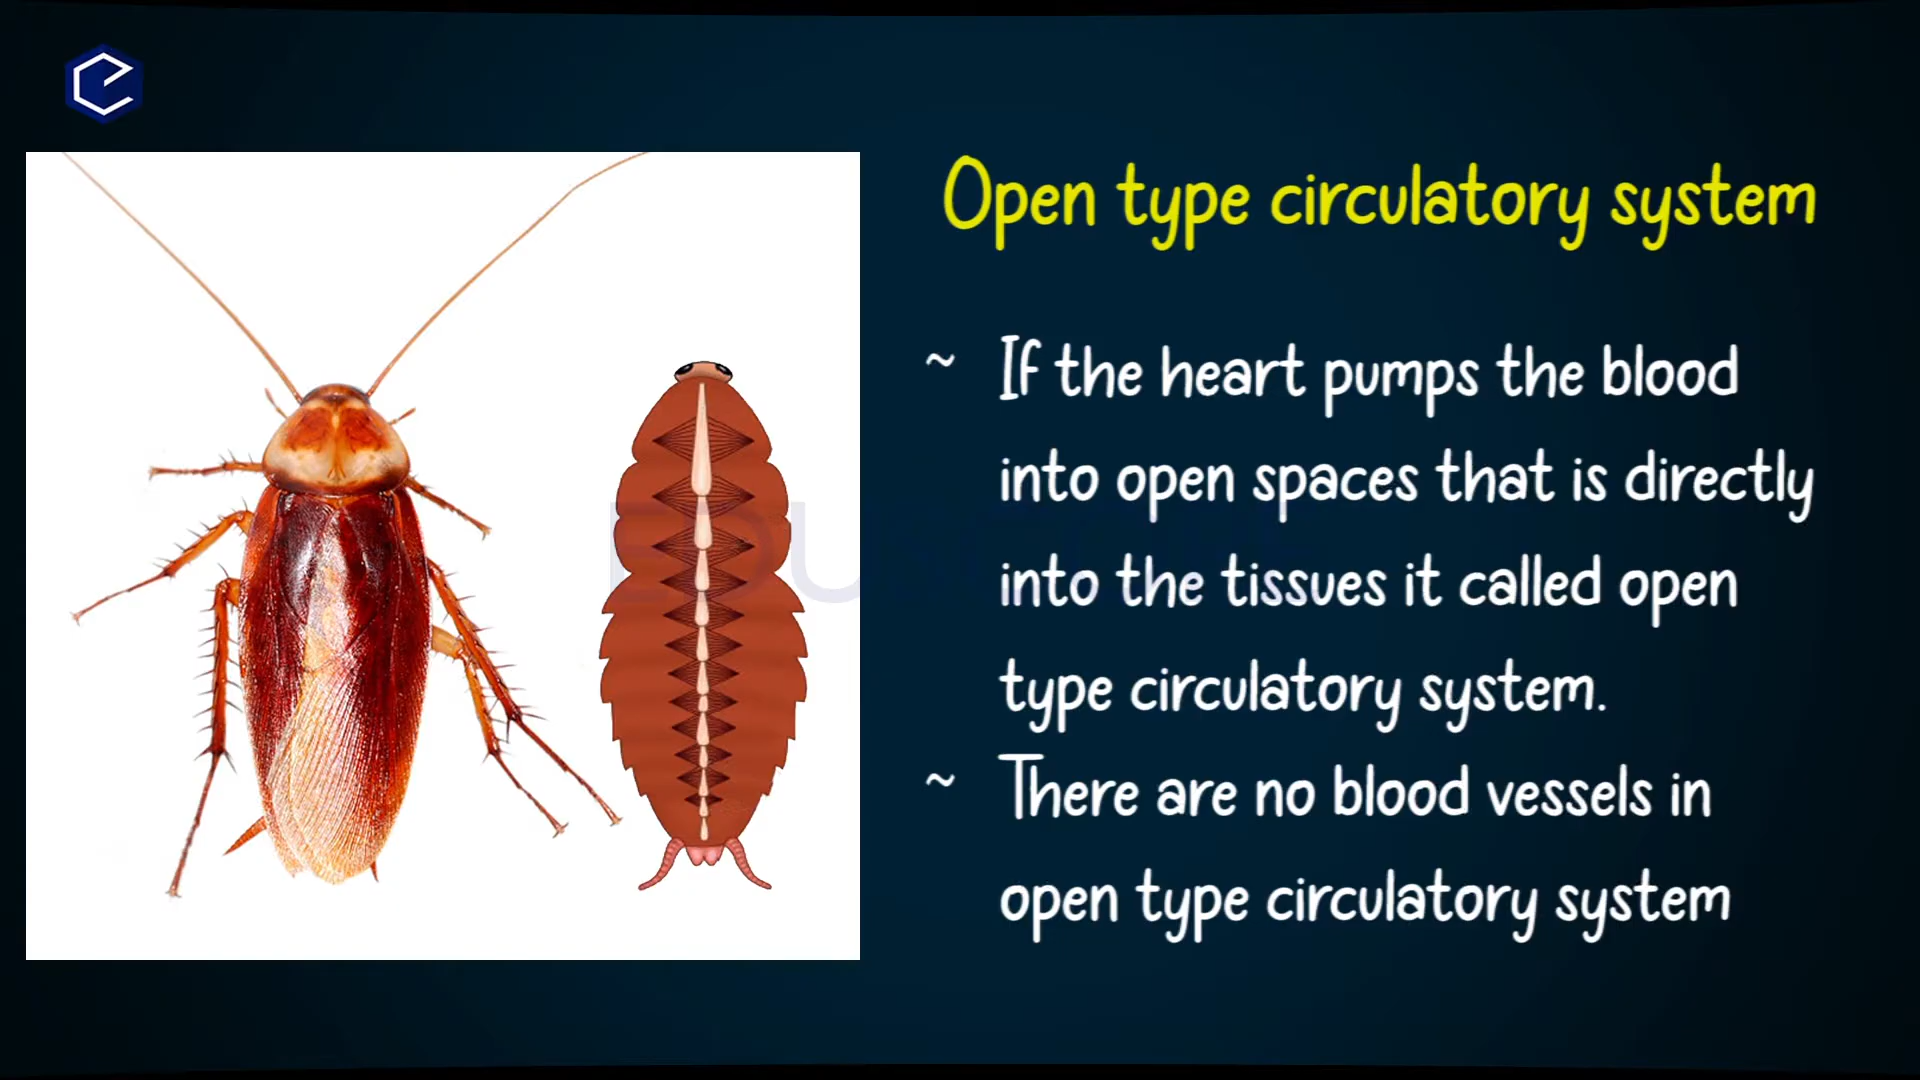 Open type circulatory system
~ If the heart pumps the blood
into open spaces that is directly
into the tissues it called open
type circulatory system.
~ There are no blood vessels in
open type circulatory system